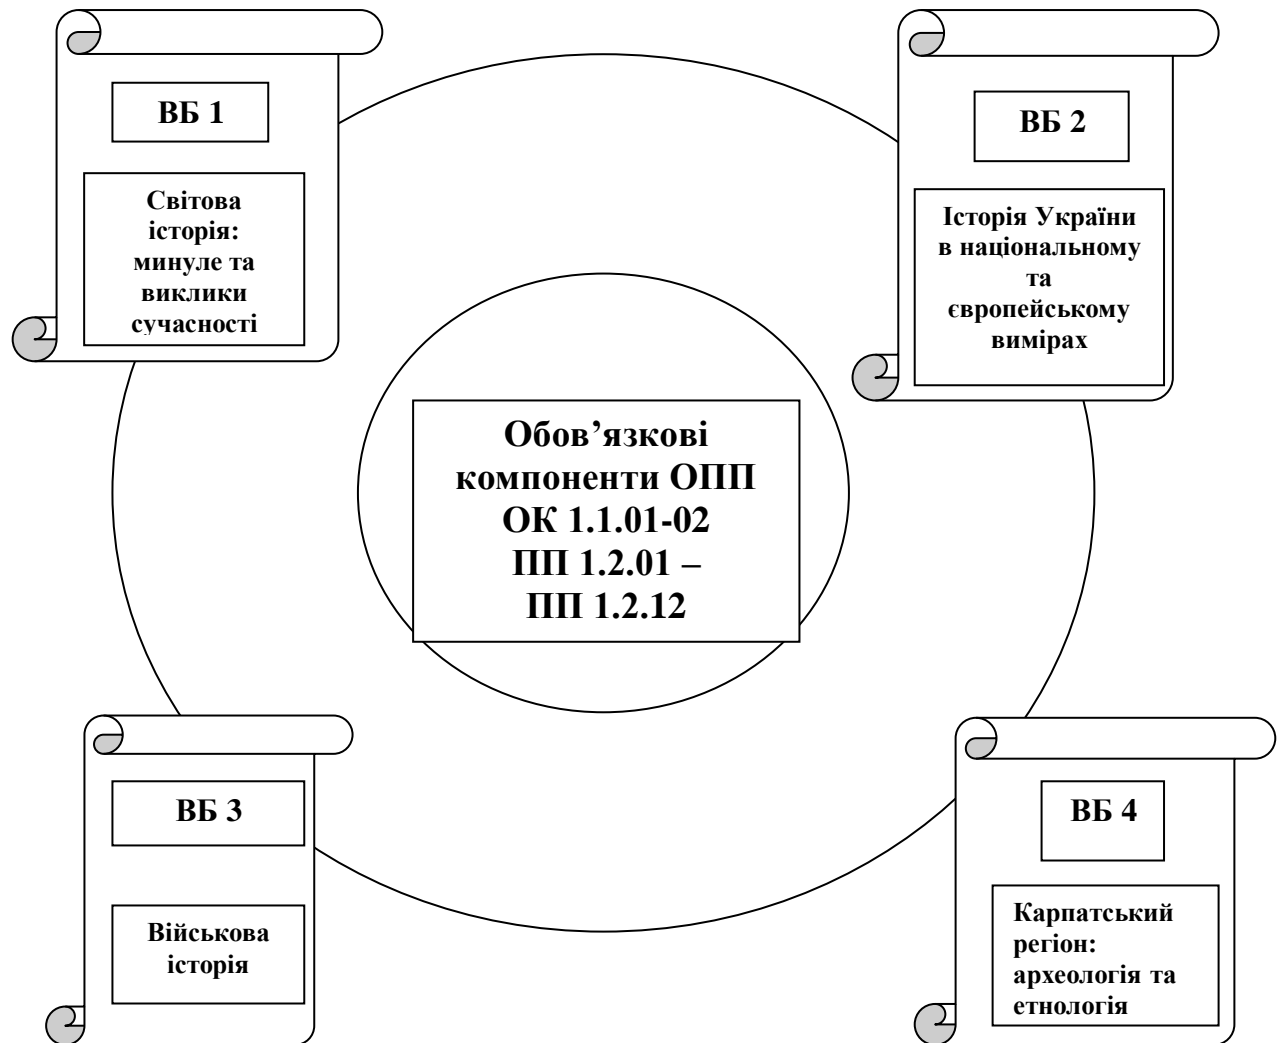 ВБ 1
Світова
історія:
минуле та
виклики
сучасності
ВБ 2
Історія України
в національному
та
європейському
вимірах
Обов’язкові
компоненти ОПП
ОК 1.1.01-02
ПП 1.2.01 –
ПП 1.2.12
ВБ 3
Військова
історія
ВБ 4
Карпатський
регіон:
археологія та
етнологія